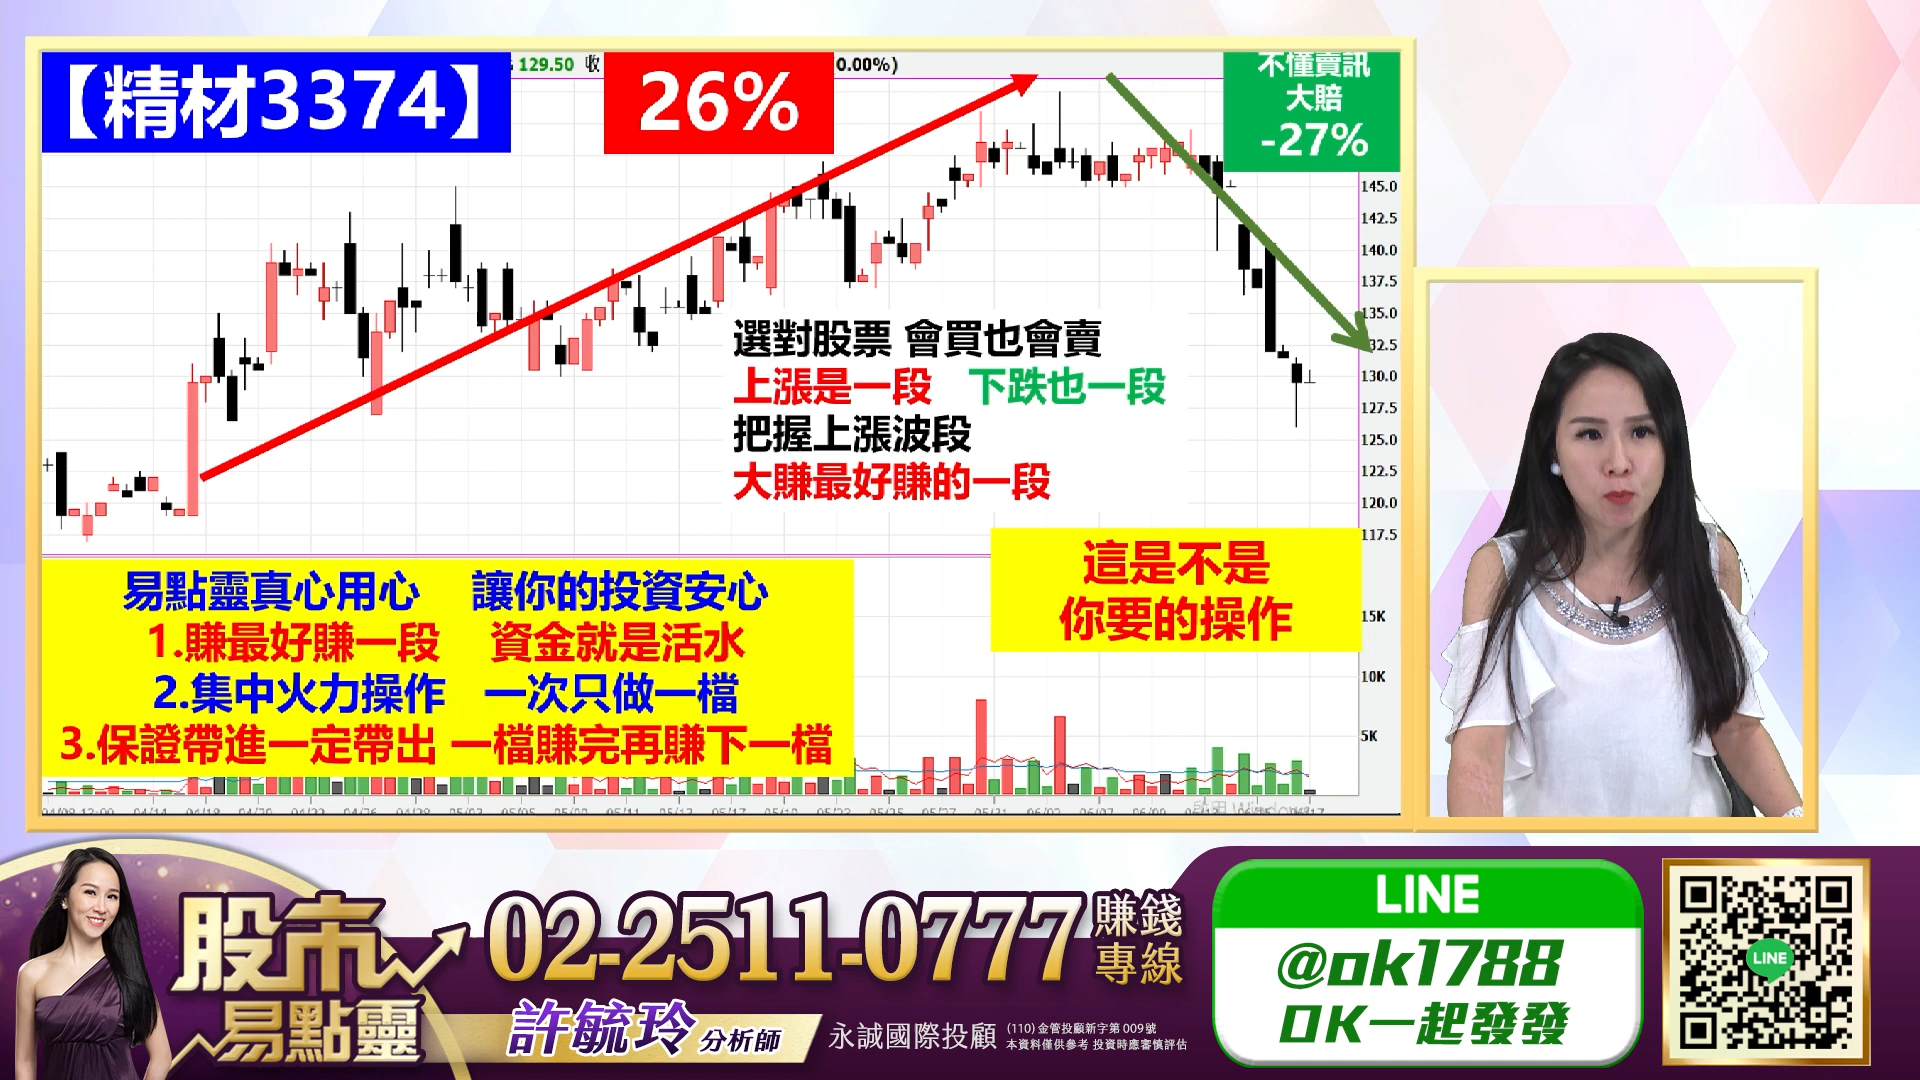 【精材3374】
129.50 收
26%
0.00%)
不懂賣訊
大賠
-27%
145.0
142.5
140.0
137.5
135.0
32.5
130.0
127.5
125.0
122.5
120.0
117.5
選對股票 會買也會賣
上漲是一段 下跌也一段
把握上漲波段
大賺最好賺的一段
這是不是
你要的操作
易點靈真心用心 讓你的投資安心
1.賺最好賺一段 資金就是活水
2.集中火力操作 一次只做一檔
3.保證帶進一定帶出 一檔賺完再賺下一檔
15K
10K
5K
股市
易點靈
02-2511-0777
賺錢
專線
許毓玲 分析師
永誠國際投顧
(110)金管投顧新字第009號
本資料僅供參考 投資時應審慎評估
LINE
@ok1788
OK一起發發
LINE